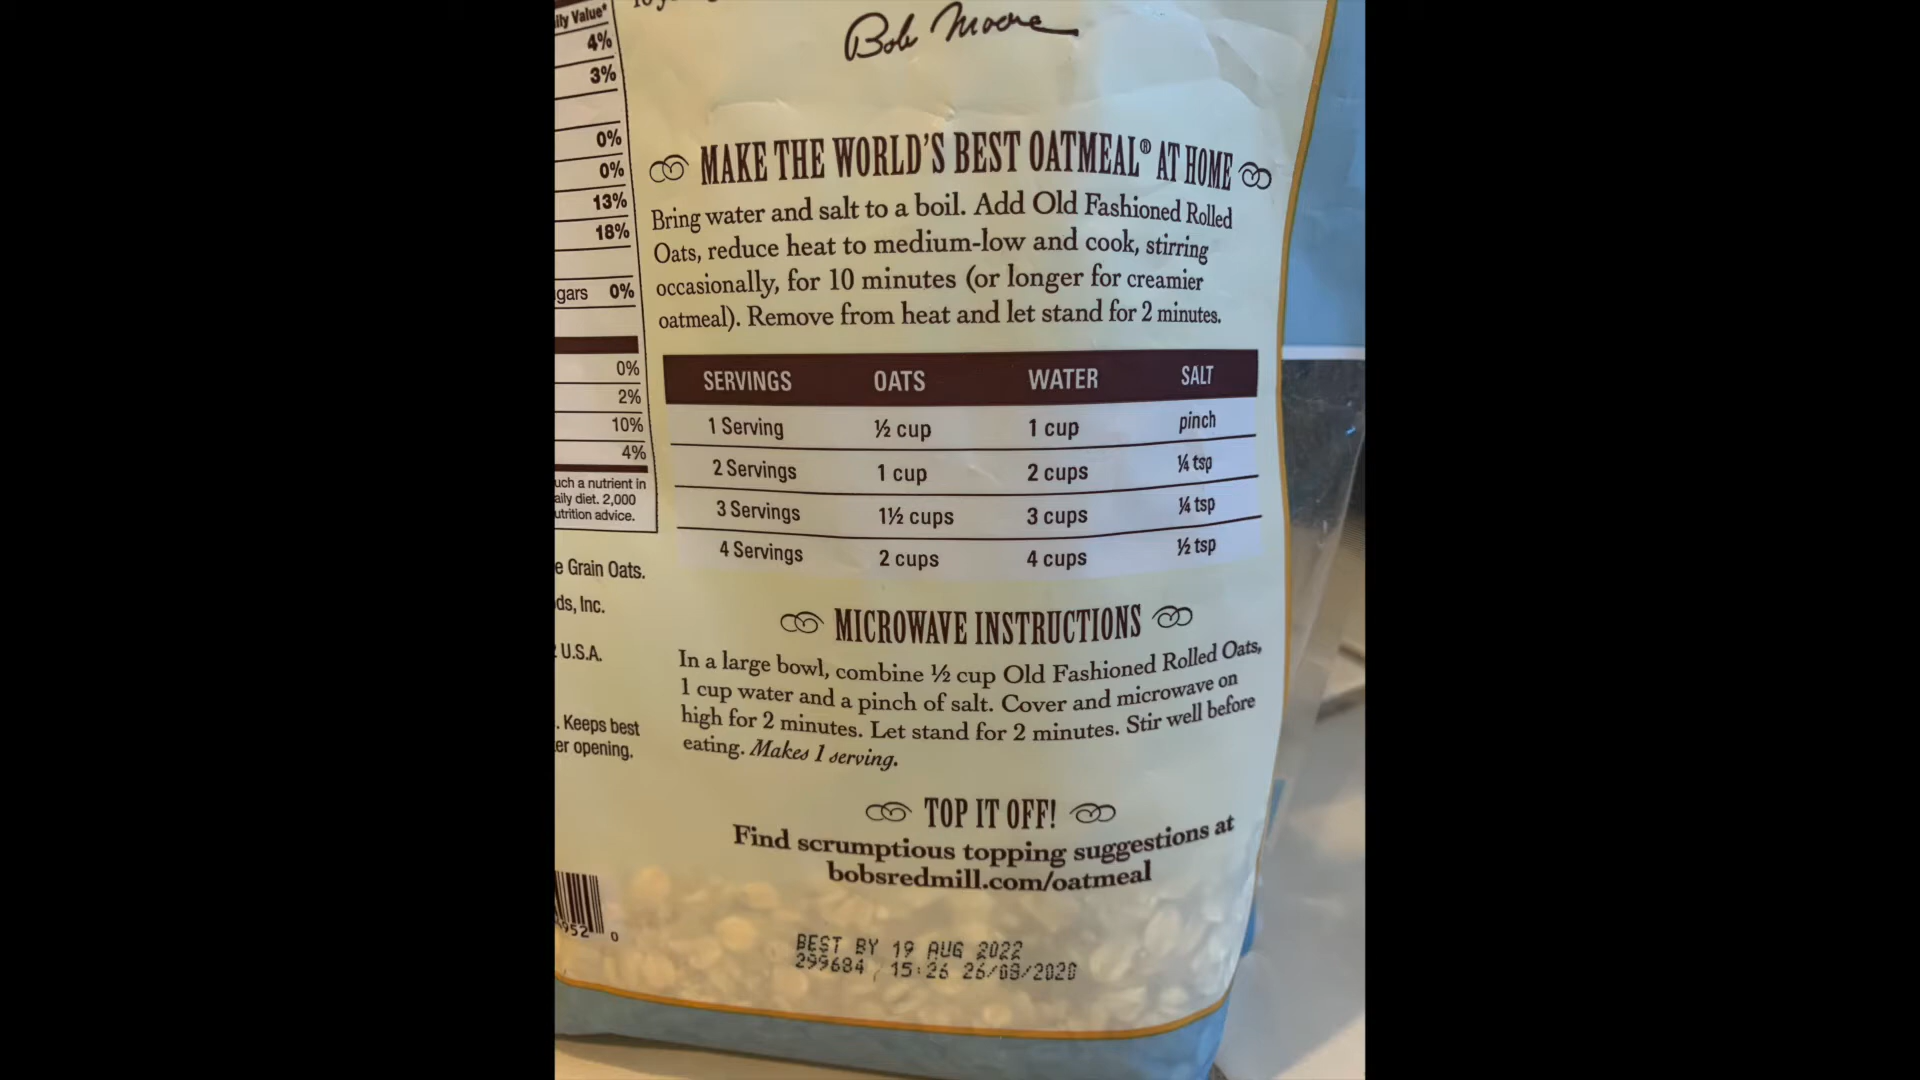 ily Value*
4%
3%
0%
0%
13%
18%
gars 0%
0%
2%
10%
4%
uch a nutrient in
aily diet. 2,000
utrition advice.
e Grain Oats.
ds, Inc.
U.S.A.
. Keeps best
er opening.
952 0
Bob Moore
MAKE THE WORLD'S BEST OATMEAL® AT HOME
Bring water and salt to a boil. Add Old Fashioned Rolled
Oats, reduce heat to medium-low and cook, stirring
occasionally, for 10 minutes (or longer for creamier
oatmeal). Remove from heat and let stand for 2 minutes.
SERVINGS OATS WATER SALT
1 Serving ½ cup 1 cup pinch
2 Servings 1 cup 2 cups ¼ tsp
3 Servings 1½ cups 3 cups ¼ tsp
4 Servings 2 cups 4 cups ½ tsp
MICROWAVE INSTRUCTIONS
In a large bowl, combine ½ cup Old Fashioned Rolled Oats,
1 cup water and a pinch of salt. Cover and microwave on
high for 2 minutes. Let stand for 2 minutes. Stir well before
eating. Makes 1 serving.
TOP IT OFF!
Find scrumptious topping suggestions at
bobsredmill.com/oatmeal
BEST BY 19 AUG 2022
299684 15:26